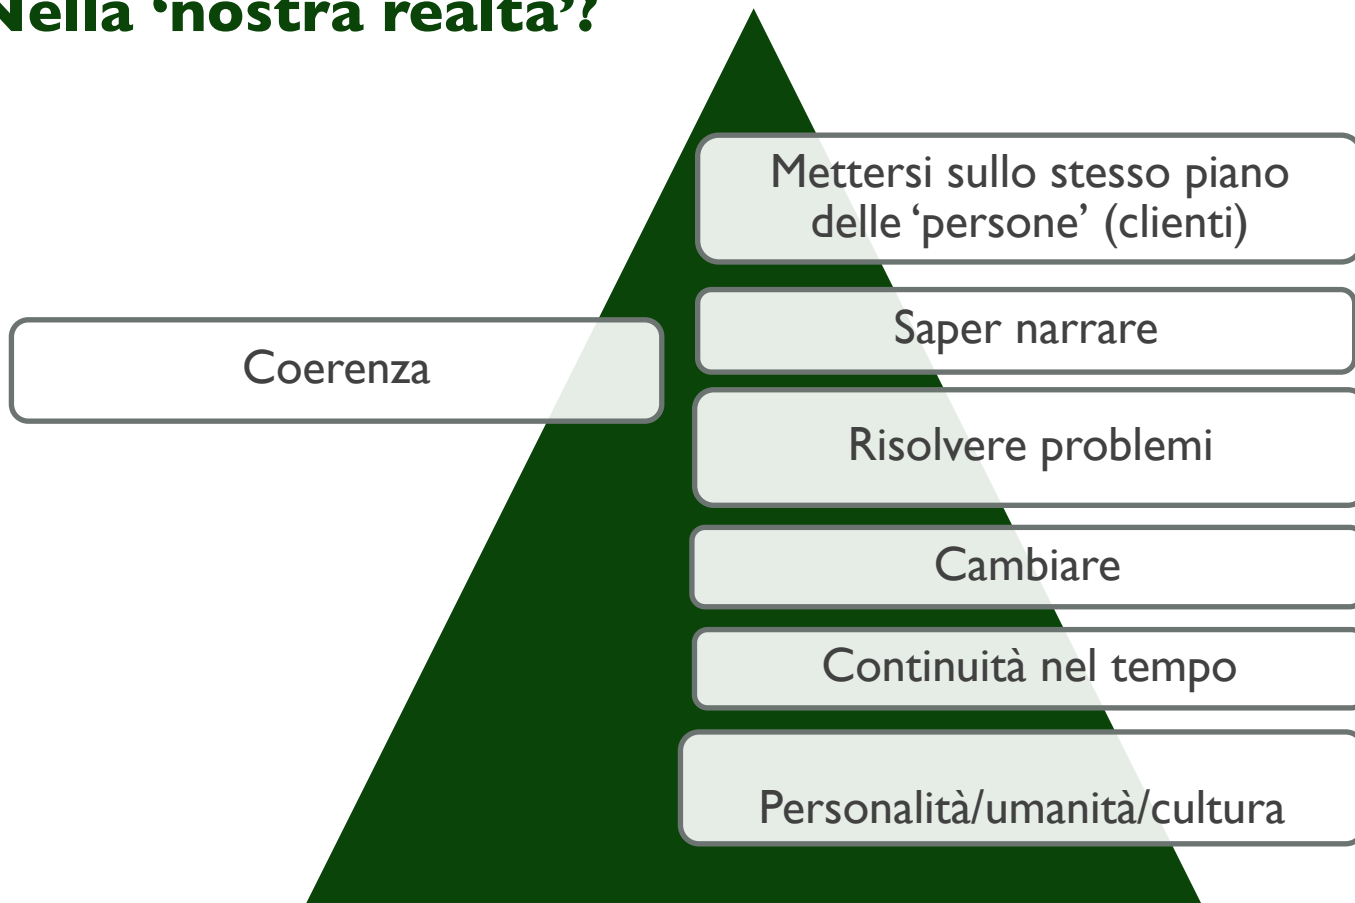 Nella ‘nostra realtà’?
Mettersi sullo stesso piano
delle ‘persone’ (clienti)
Saper narrare
Coerenza
Risolvere problemi
Cambiare
Continuità nel tempo
Personalità/umanità/cultura